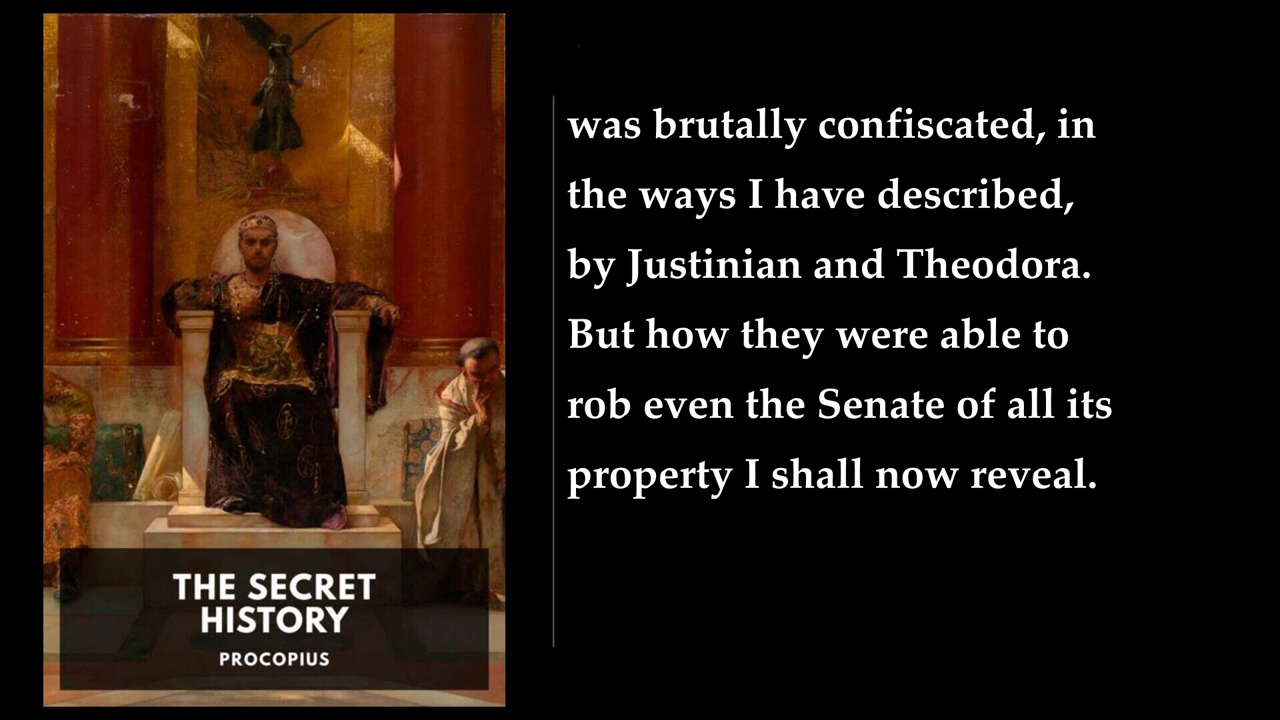 THE SECRET
HISTORY
PROCOPIUS
was brutally confiscated, in
the ways I have described,
by Justinian and Theodora.
But how they were able to
rob even the Senate of all its
property I shall now reveal.